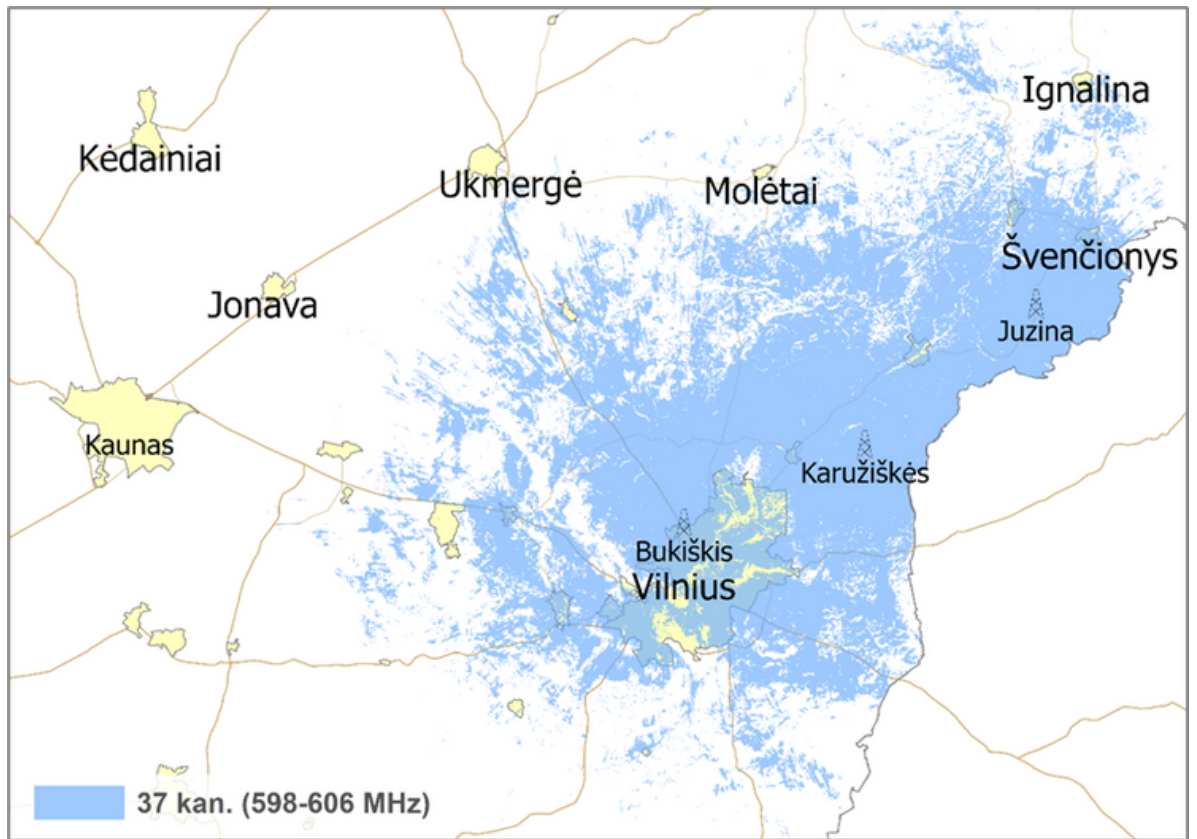 Ignalina
Kėdainiai
Ukmergė
Molėtai
Švenčionys
Jonava
Juzina
Kaunas
Karužiškės
Bukiškis
Vilnius
37 kan. (598-606 MHz)